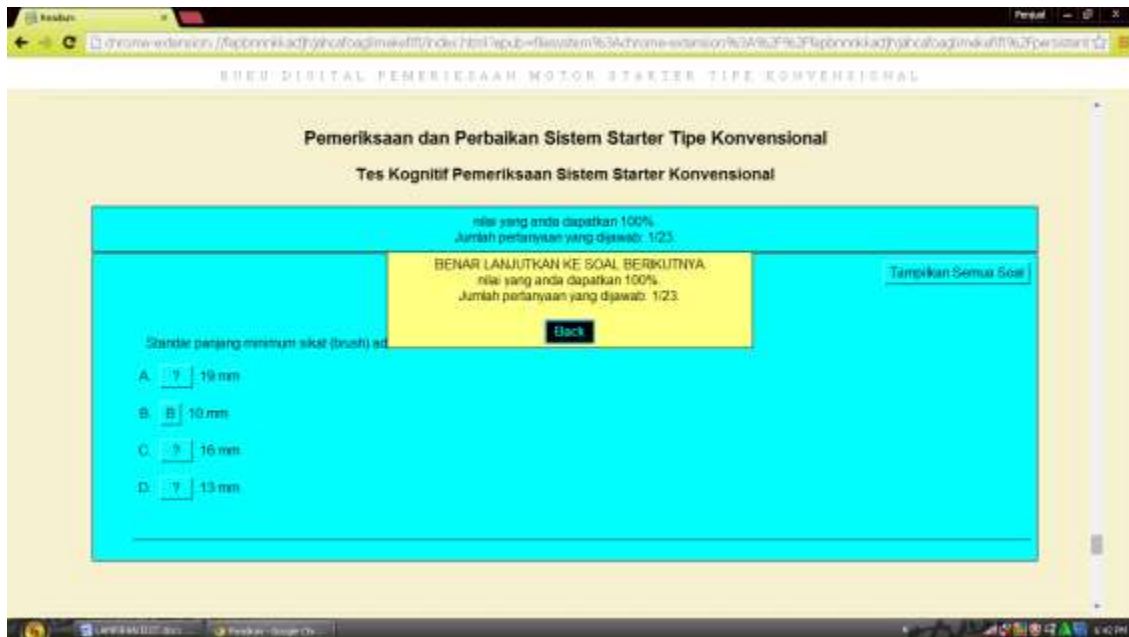 Readium
BUKU DIGITAL PEMERIKSAAN MOTOR STARTER TIPE KONVENSIONAL
Pemeriksaan dan Perbaikan Sistem Starter Tipe Konvensional
Tes Kognitif Pemeriksaan Sistem Starter Konvensional
nilai yang anda dapatkan 100%.
Jumlah pertanyaan yang dijawab: 1/23.
BENAR LANJUTKAN KE SOAL BERIKUTNYA
nilai yang anda dapatkan 100%.
Jumlah pertanyaan yang dijawab: 1/23.
Back
Tampilkan Semua Soal
Standar panjang minimum sikat (brush) ad
A. ? 19 mm
B. B 10 mm
C. ? 16 mm
D. ? 13 mm